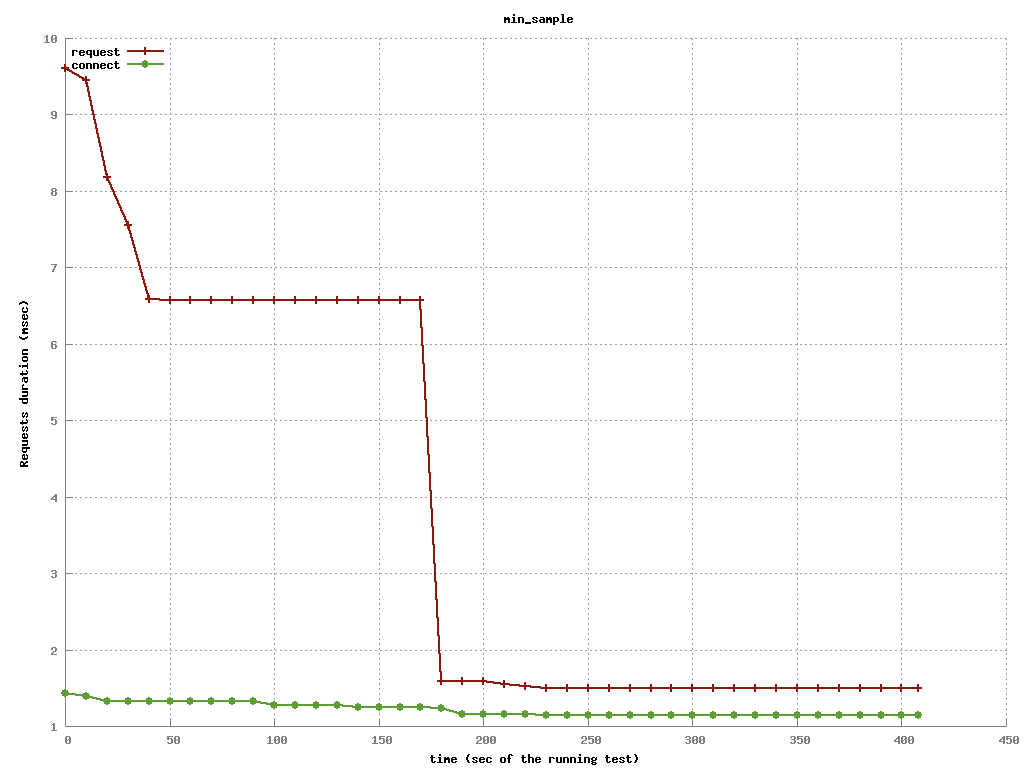 min_sample
request
connect
10
9
8
7
6
5
4
3
2
1
Requests duration (msec)
0 50 100 150 200 250 300 350 400 450
time (sec of the running test)